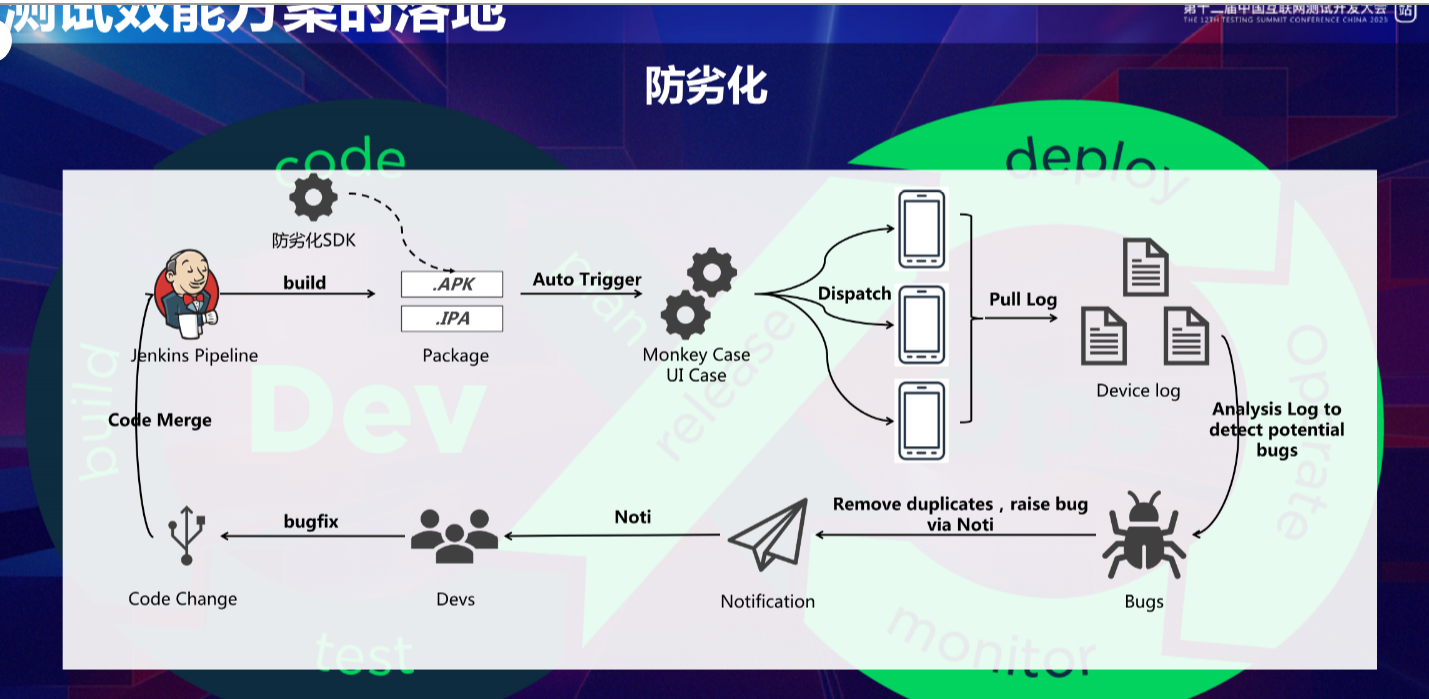 测试效能方案的落地
第十二届中国互联网测试开发大会
THE 12TH TESTING SUMMIT CONFERENCE CHINA 2023
站
防劣化
code
deploy
防劣化SDK
build
.APK
.IPA
Auto Trigger
Dispatch
Pull Log
plan
release
Jenkins Pipeline
Package
Monkey Case
UI Case
Device log
build
Dev
Operate
Code Merge
Analysis Log to
detect potential
bugs
bugfix
Noti
Remove duplicates , raise bug
via Noti
Code Change
Devs
Notification
Bugs
test
monitor